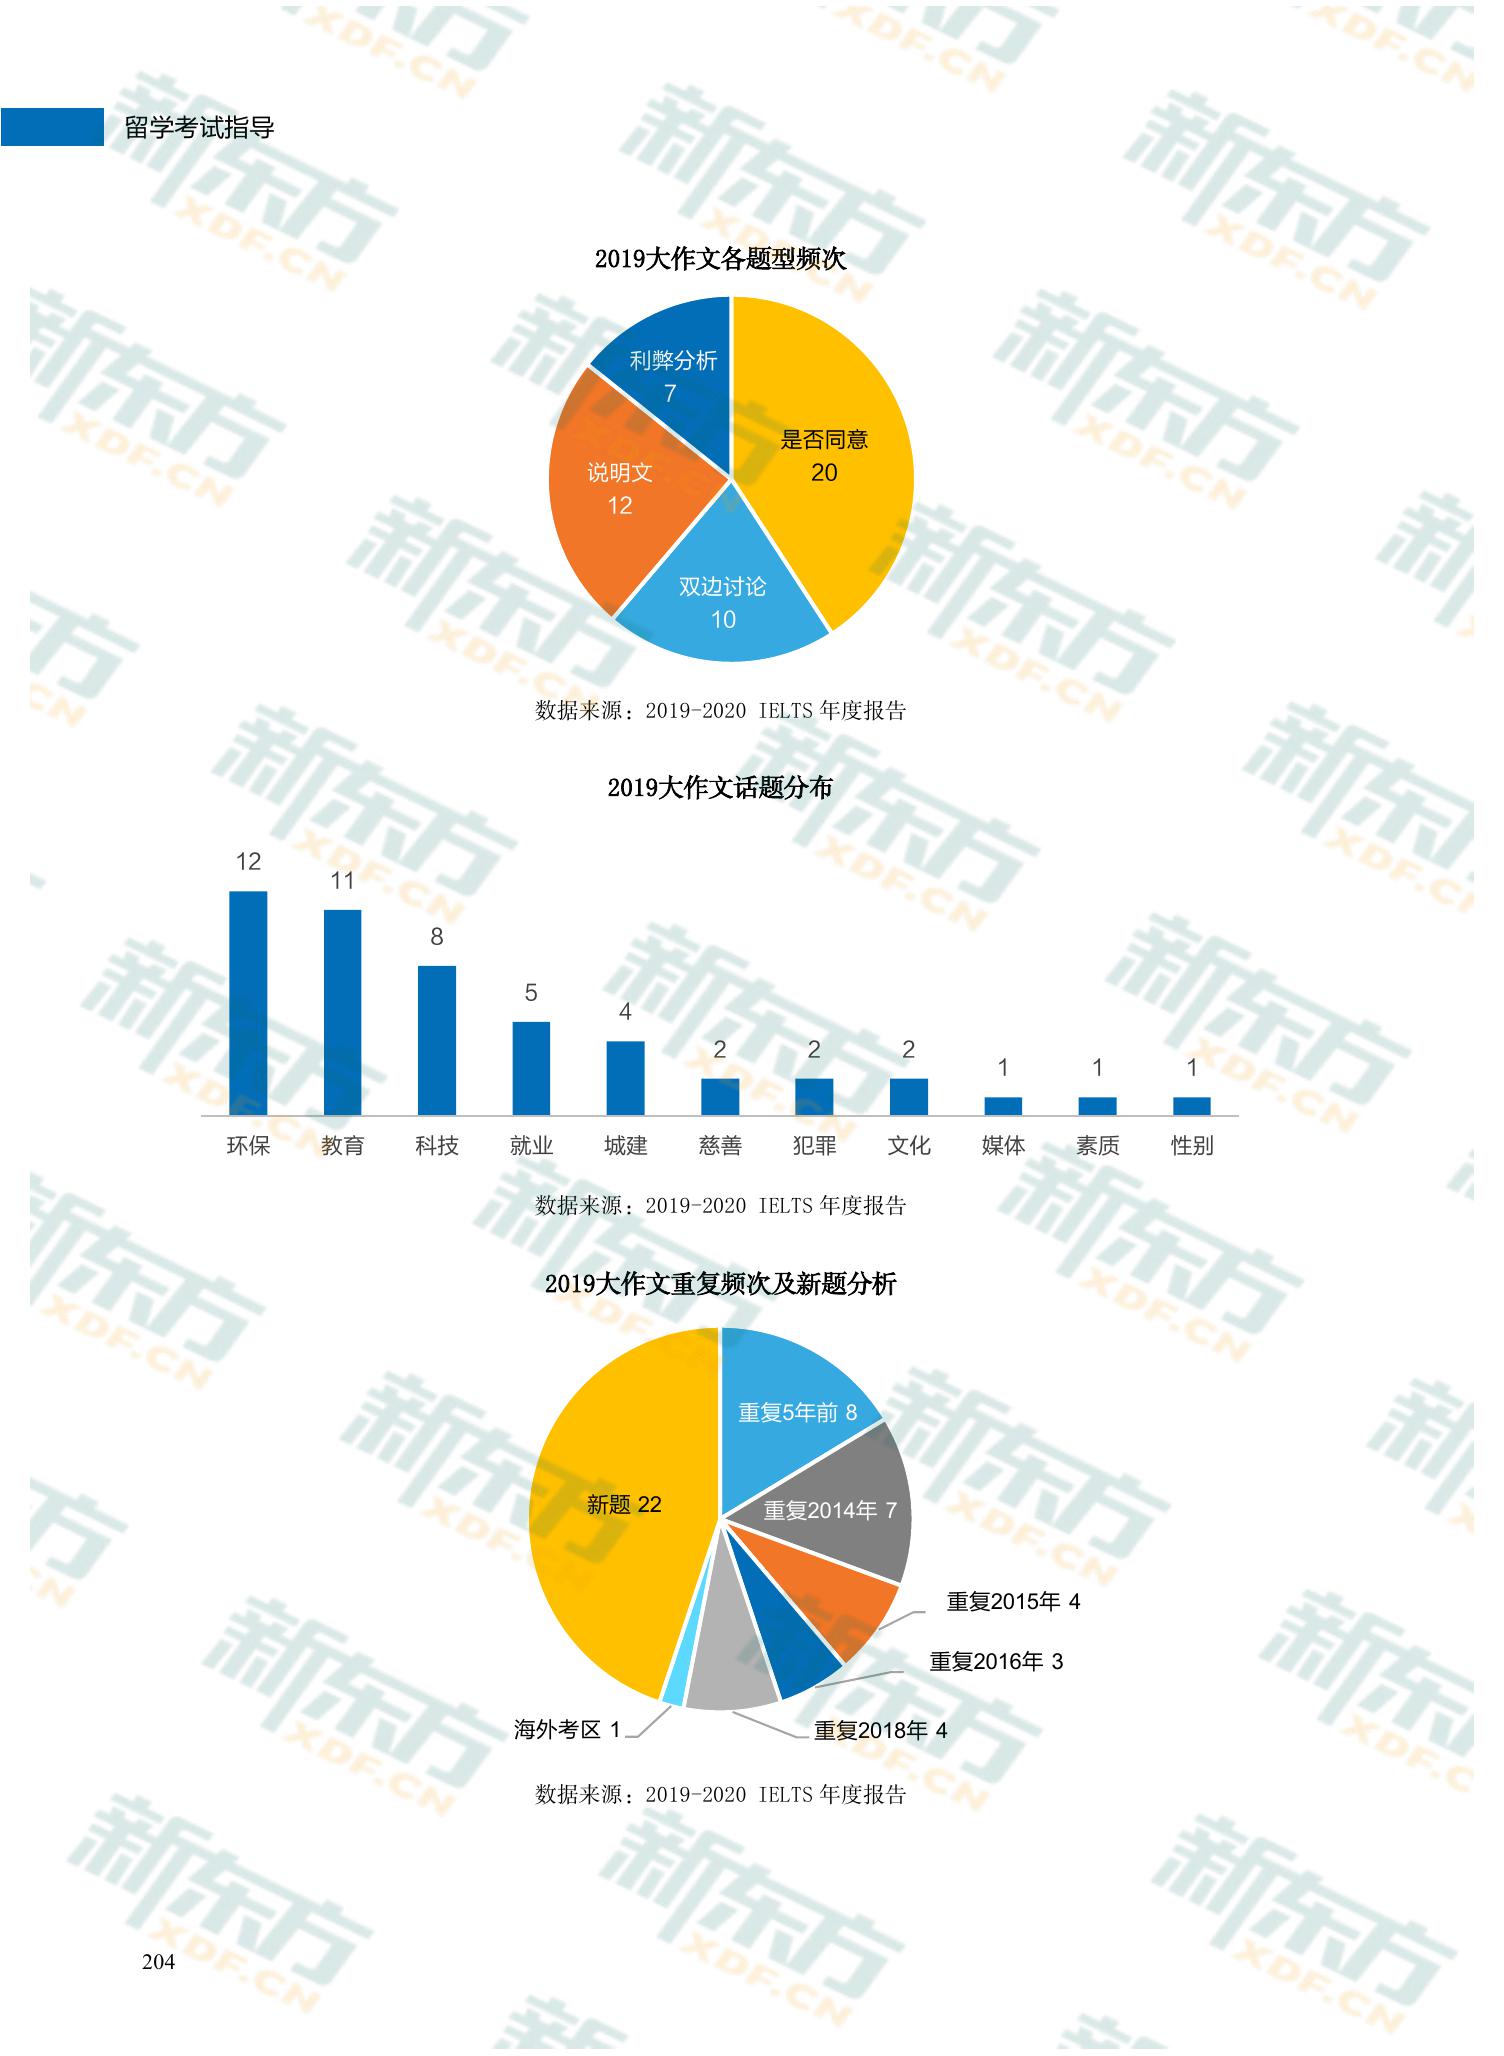 留学考试指导
2019大作文各题型频次
利弊分析
7
是否同意
20
说明文
12
双边讨论
10
数据来源：2019-2020 IELTS 年度报告
2019大作文话题分布
12
11
8
5
4
2
2
2
1
1
1
环保 教育 科技 就业 城建 慈善 犯罪 文化 媒体 素质 性别
数据来源：2019-2020 IELTS 年度报告
2019大作文重复频次及新题分析
重复5年前 8
新题 22
重复2014年 7
重复2015年 4
重复2016年 3
海外考区 1
重复2018年 4
数据来源：2019-2020 IELTS 年度报告
204
新东方
XDF.CN